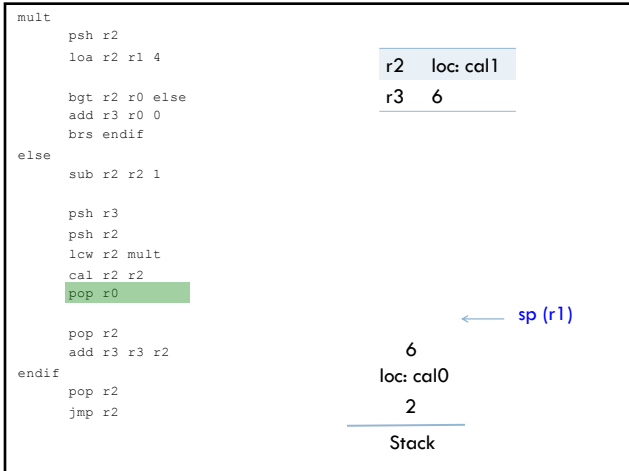 mult
psh r2
loa r2 r1 4
bgt r2 r0 else
add r3 r0 0
brs endif
else
sub r2 r2 1
psh r3
psh r2
lcw r2 mult
cal r2 r2
pop r0
pop r2
add r3 r3 r2
endif
pop r2
jmp r2
r2 loc: cal1
r3 6
sp (r1)
6
loc: cal0
2
Stack